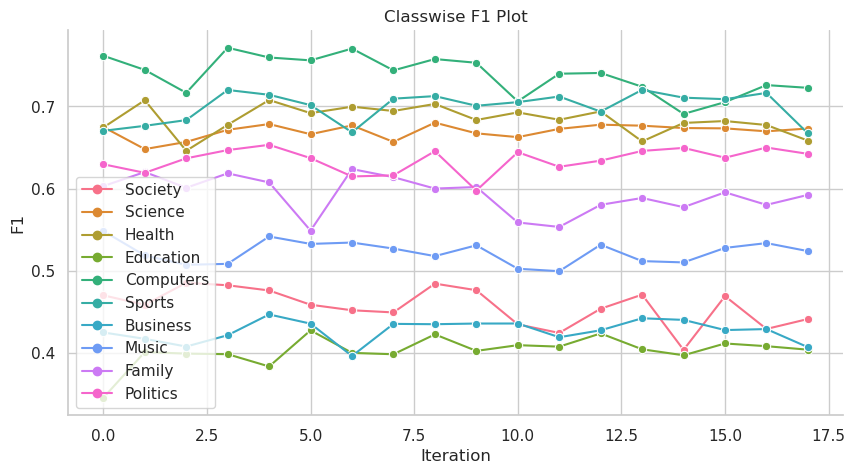 Classwise F1 Plot
F1
0.7
0.6
0.5
0.4
Society
Science
Health
Education
Computers
Sports
Business
Music
Family
Politics
0.0 2.5 5.0 7.5 10.0 12.5 15.0 17.5
Iteration